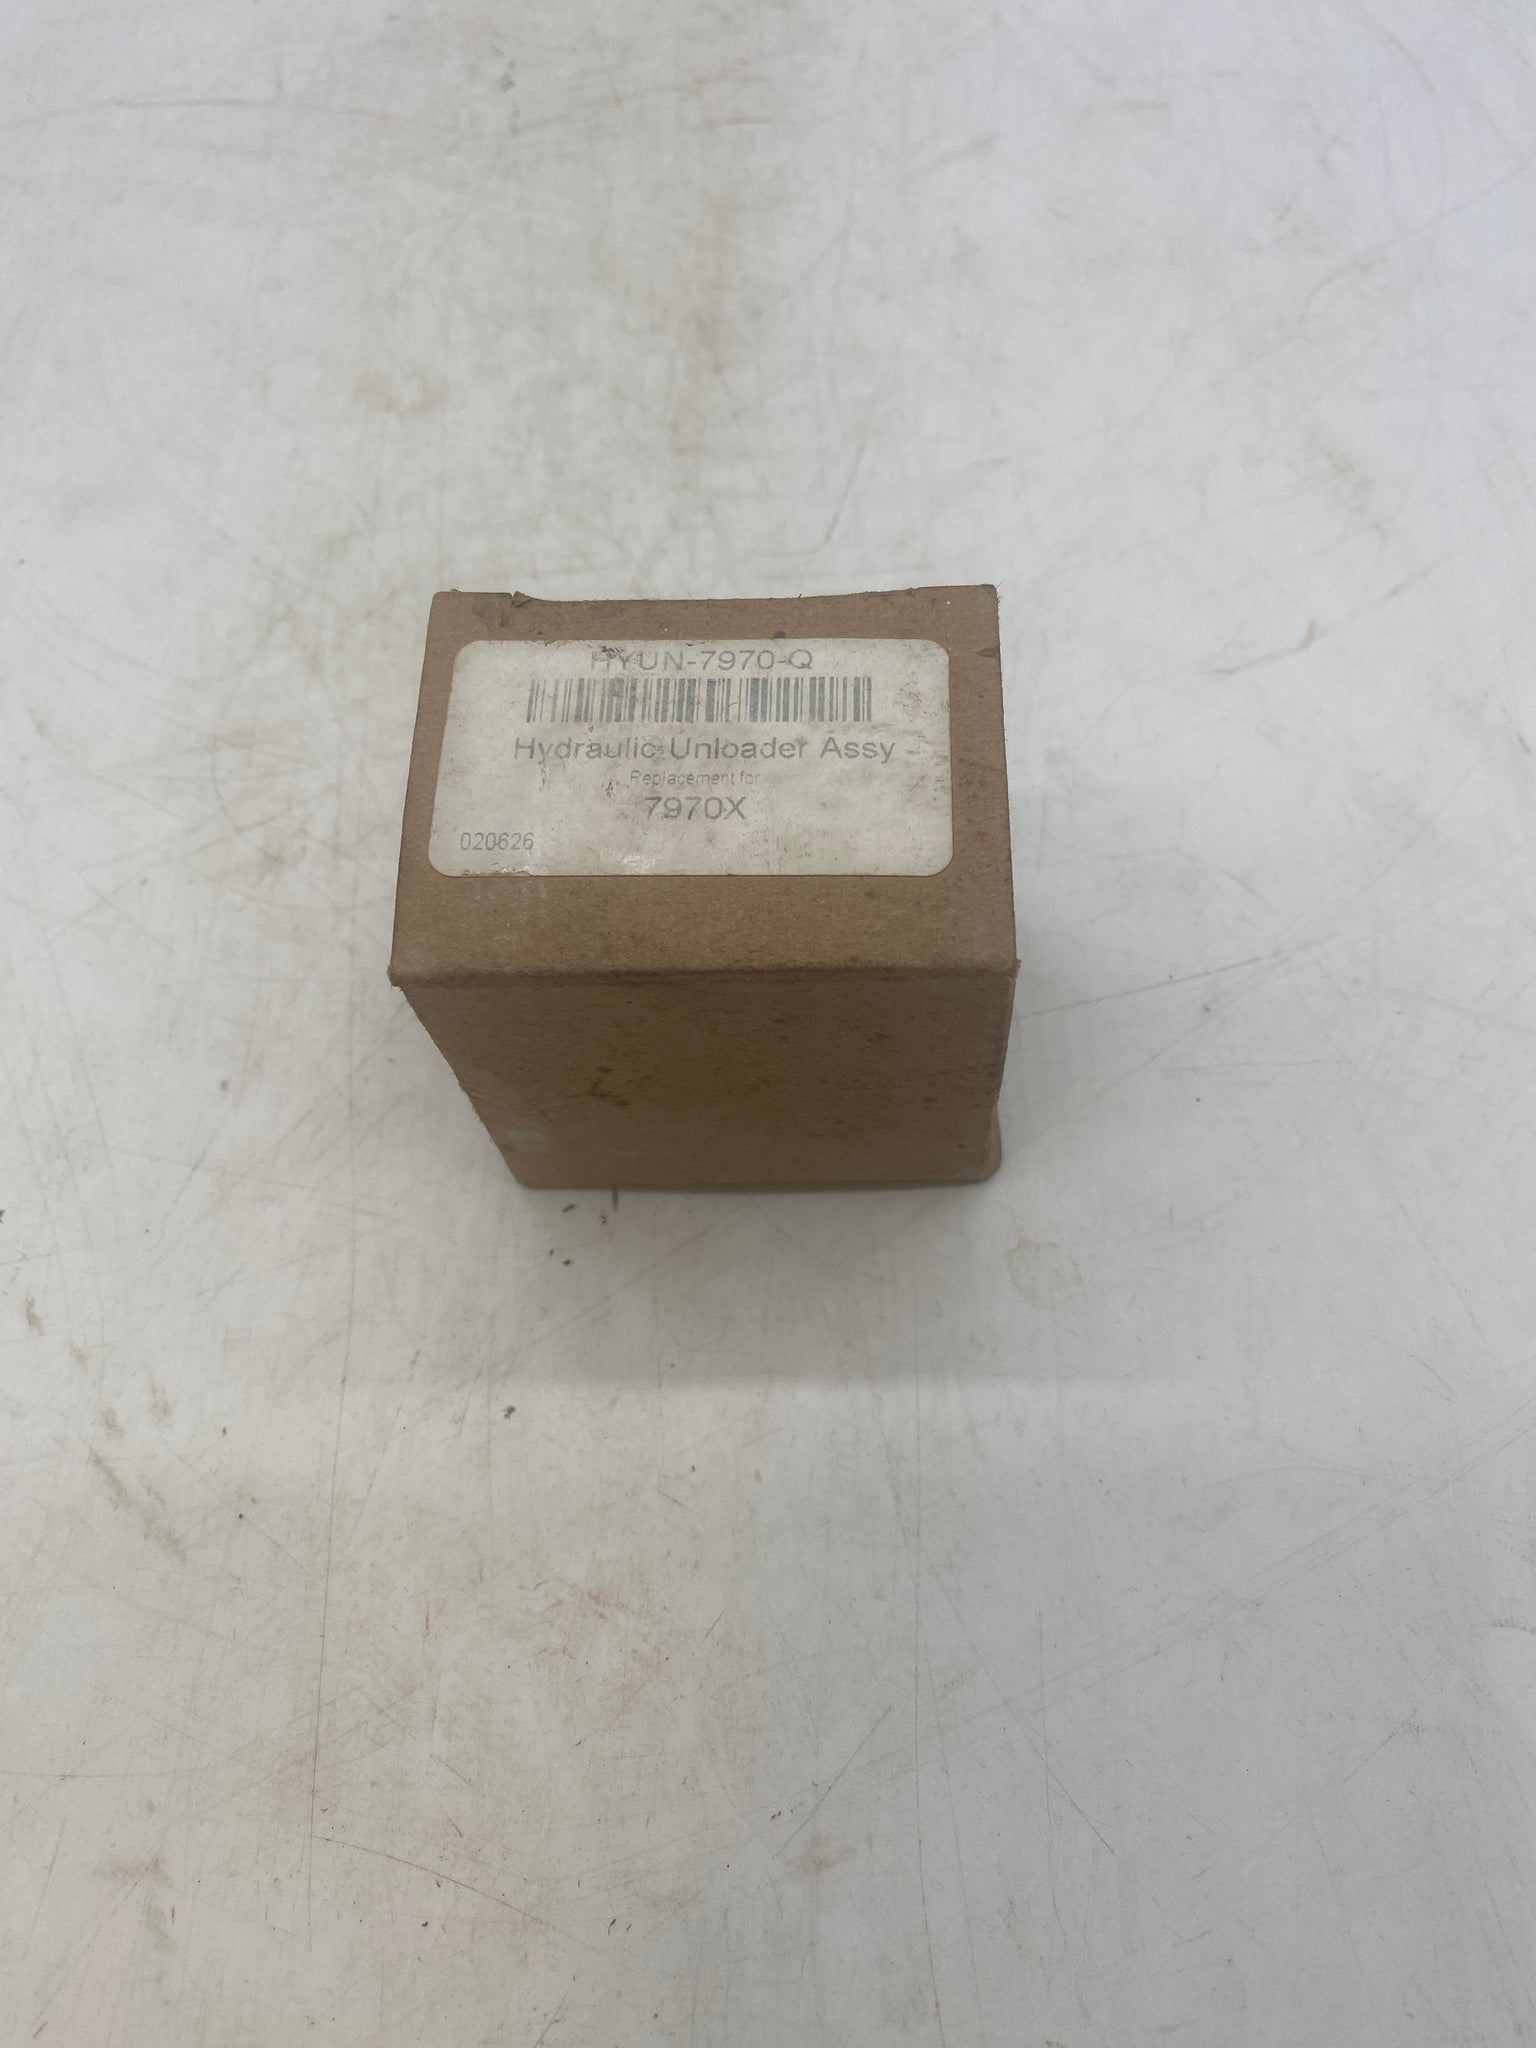 HYUN-7970-Q
Hydraulic Unloader Assy
Replacement for
7970X
020626